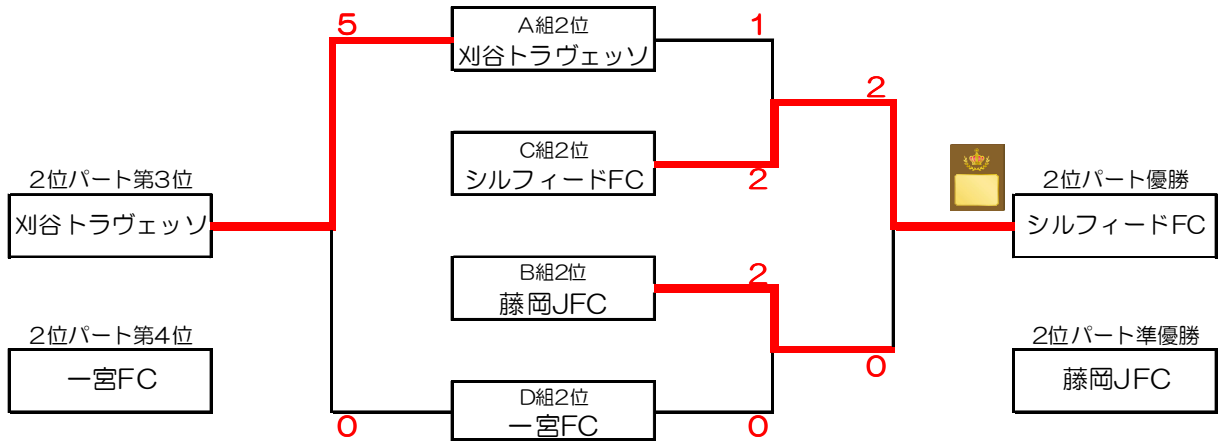 5
A組2位
刈谷トラヴェッソ
1
2
C組2位
シルフィードFC
2
2位パート第3位
刈谷トラヴェッソ
2位パート優勝
シルフィードFC
B組2位
藤岡JFC
2
2位パート第4位
一宮FC
0
2位パート準優勝
藤岡JFC
D組2位
一宮FC
0
0